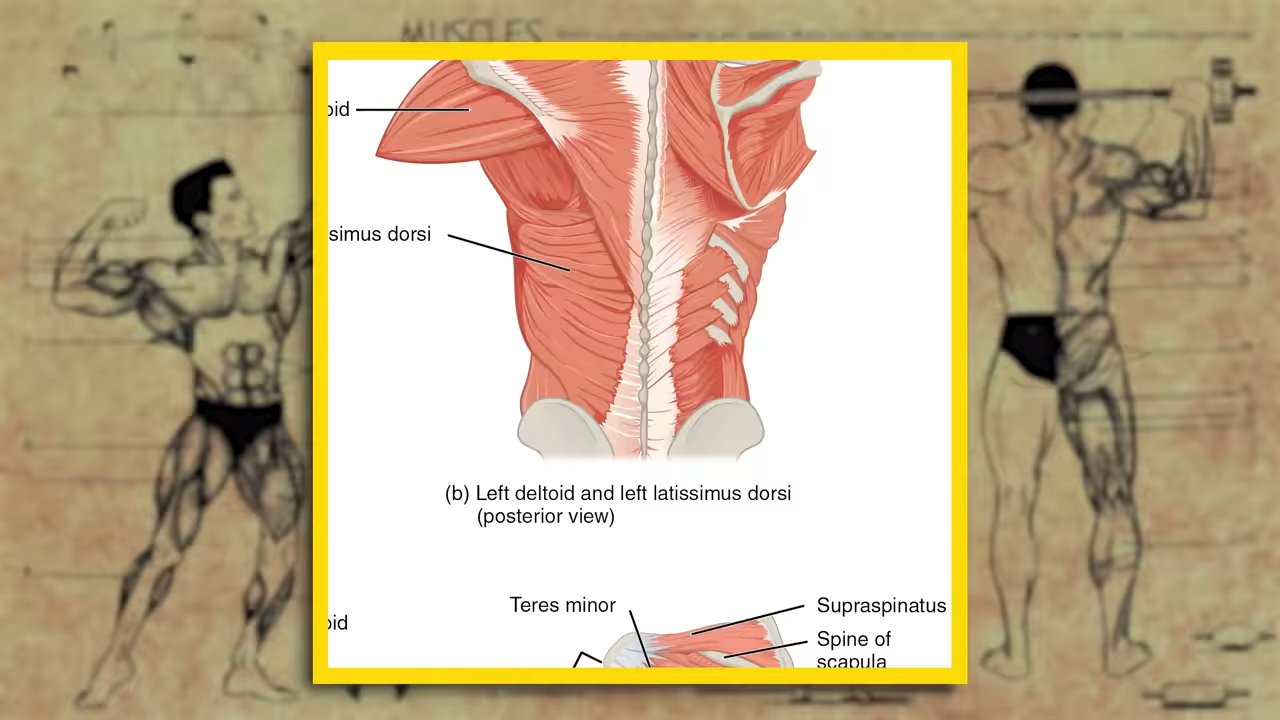 MUSCLES
oid
simus dorsi
(b) Left deltoid and left latissimus dorsi
(posterior view)
Teres minor
Supraspinatus
oid
Spine of
scapula